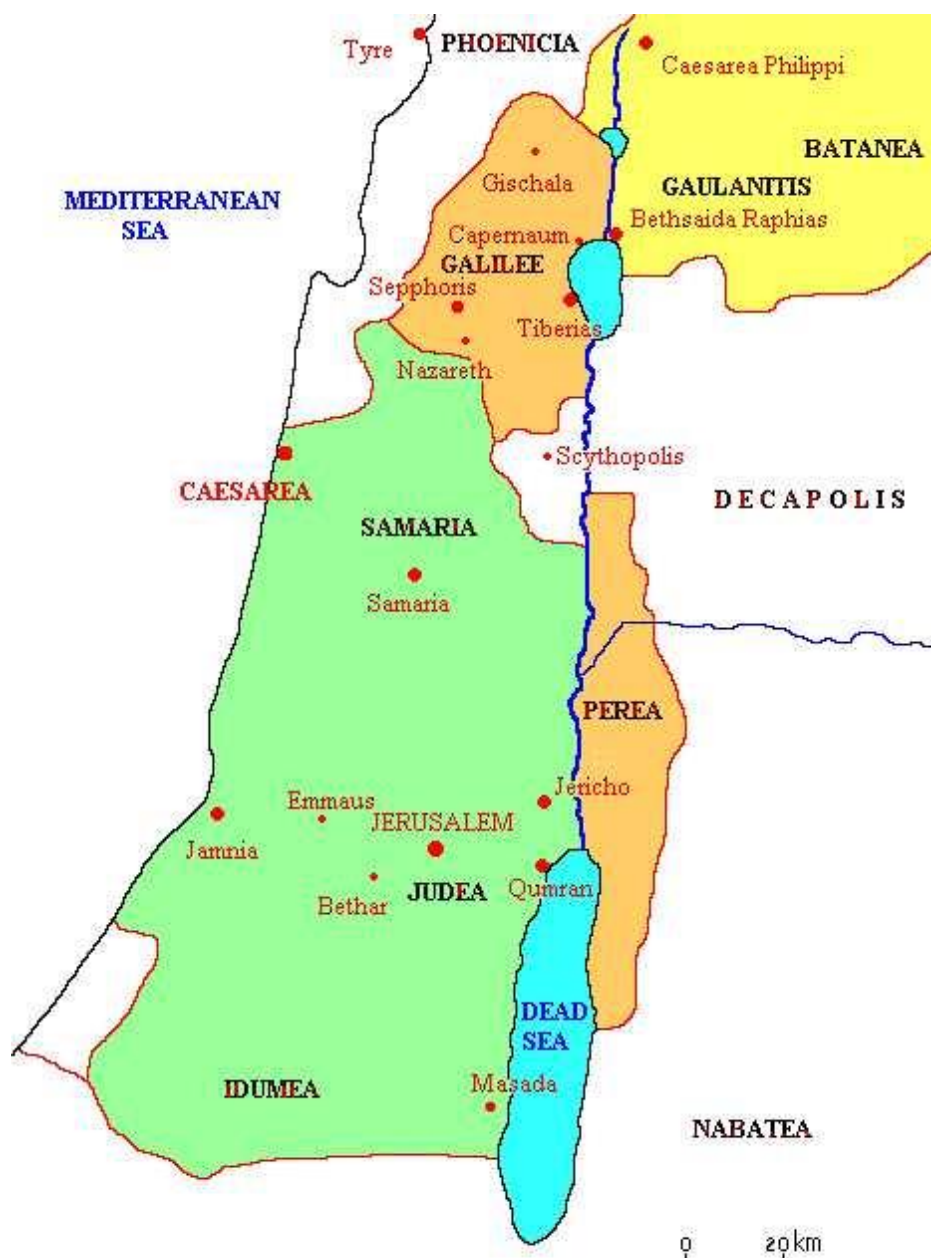 PHOENICIA
Tyre
Caesarea Philippi
BATANEA
Gischala
GAULANITIS
MEDITERRANEAN
SEA
Bethsaida Raphias
Capernaum
GALILEE
Sepphoris
Tiberias
Nazareth
Scythopolis
CAESAREA
DECAPOLIS
SAMARIA
Samaria
PEREA
Jericho
Emmaus
JERUSALEM
Jamnia
Qumran
JUDEA
Bethar
DEAD
SEA
Masada
IDUMEA
NABATEA
0 20km